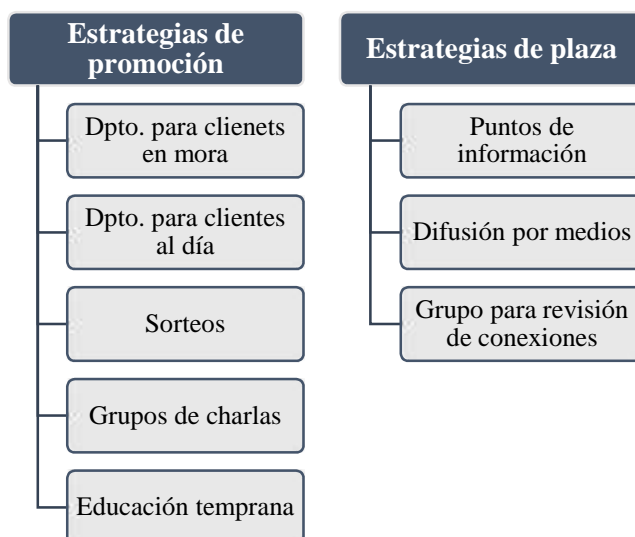 Estrategias de
promoción
Dpto. para clienets
en mora
Dpto. para clientes
al día
Sorteos
Grupos de charlas
Educación temprana
Estrategias de plaza
Puntos de
información
Difusión por medios
Grupo para revisión
de conexiones